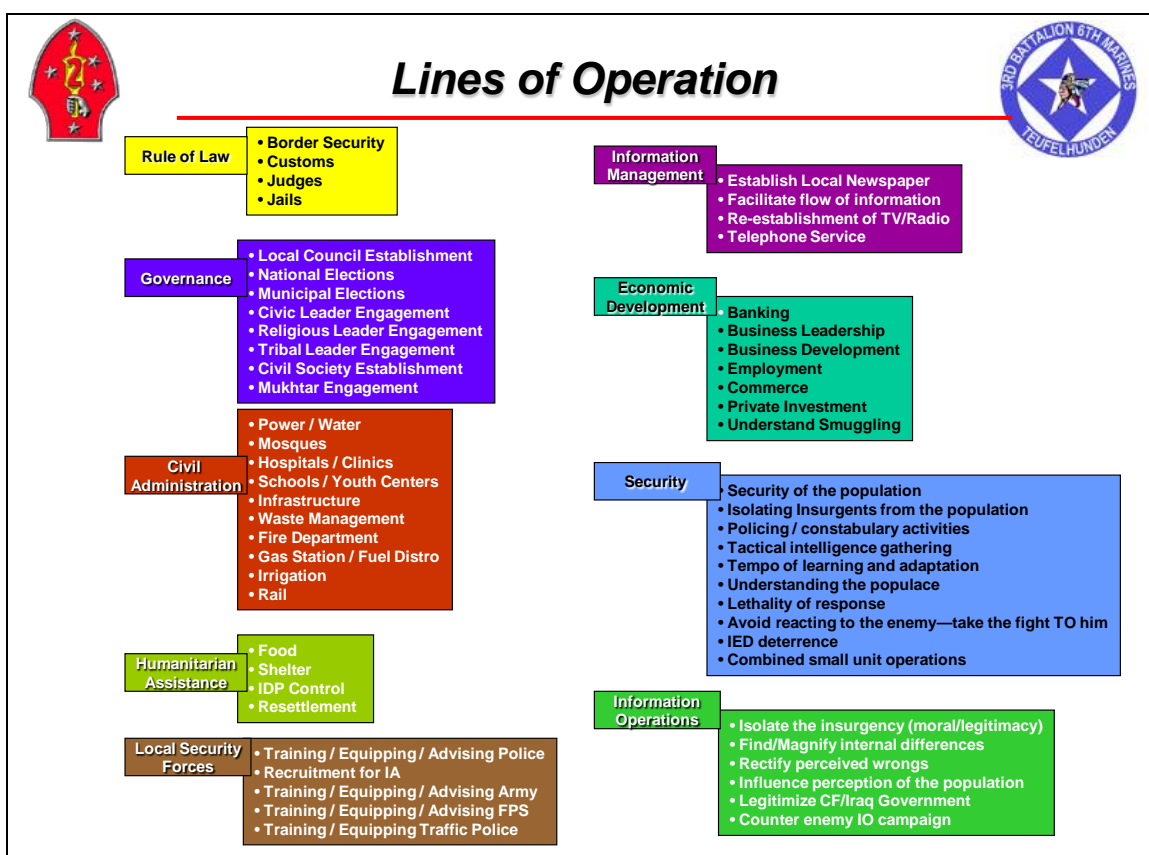 Lines of Operation
2
3RD BATTALION 6TH MARINES
TEUFELHUNDEN
Rule of Law
• Border Security
• Customs
• Judges
• Jails
Governance
• Local Council Establishment
• National Elections
• Municipal Elections
• Civic Leader Engagement
• Religious Leader Engagement
• Tribal Leader Engagement
• Civil Society Establishment
• Mukhtar Engagement
Civil
Administration
• Power / Water
• Mosques
• Hospitals / Clinics
• Schools / Youth Centers
• Infrastructure
• Waste Management
• Fire Department
• Gas Station / Fuel Distro
• Irrigation
• Rail
Humanitarian
Assistance
• Food
• Shelter
• IDP Control
• Resettlement
Local Security
Forces
• Training / Equipping / Advising Police
• Recruitment for IA
• Training / Equipping / Advising Army
• Training / Equipping / Advising FPS
• Training / Equipping Traffic Police
Information
Management
• Establish Local Newspaper
• Facilitate flow of information
• Re-establishment of TV/Radio
• Telephone Service
Economic
Development
• Banking
• Business Leadership
• Business Development
• Employment
• Commerce
• Private Investment
• Understand Smuggling
Security
• Security of the population
• Isolating Insurgents from the population
• Policing / constabulary activities
• Tactical intelligence gathering
• Tempo of learning and adaptation
• Understanding the populace
• Lethality of response
• Avoid reacting to the enemy—take the fight TO him
• IED deterrence
• Combined small unit operations
Information
Operations
• Isolate the insurgency (moral/legitimacy)
• Find/Magnify internal differences
• Rectify perceived wrongs
• Influence perception of the population
• Legitimize CF/Iraq Government
• Counter enemy IO campaign